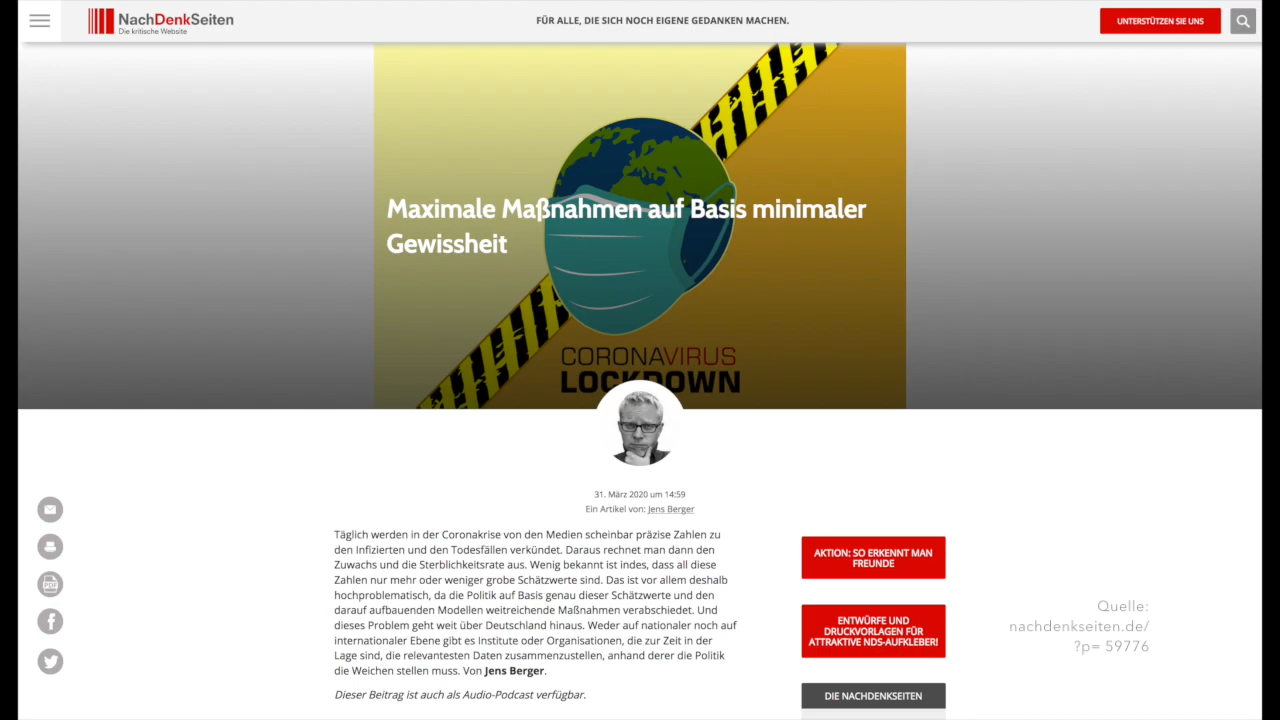 NachDenkSeiten
Die kritische Website
FÜR ALLE, DIE SICH NOCH EIGENE GEDANKEN MACHEN.
UNTERSTÜTZEN SIE UNS
Maximale Maßnahmen auf Basis minimaler
Gewissheit
CORONAVIRUS
LOCKDOWN
31. März 2020 um 14:59
Ein Artikel von: Jens Berger
Täglich werden in der Coronakrise von den Medien scheinbar präzise Zahlen zu
den Infizierten und den Todesfällen verkündet. Daraus rechnet man dann den
Zuwachs und die Sterblichkeitsrate aus. Wenig bekannt ist indes, dass all diese
Zahlen nur mehr oder weniger grobe Schätzwerte sind. Das ist vor allem deshalb
hochproblematisch, da die Politik auf Basis genau dieser Schätzwerte und den
darauf aufbauenden Modellen weitreichende Maßnahmen verabschiedet. Und
dieses Problem geht weit über Deutschland hinaus. Weder auf nationaler noch auf
internationaler Ebene gibt es Institute oder Organisationen, die zur Zeit in der
Lage sind, die relevantesten Daten zusammenzustellen, anhand derer die Politik
die Weichen stellen muss. Von Jens Berger.
Dieser Beitrag ist auch als Audio-Podcast verfügbar.
PDF
AKTION: SO ERKENNT MAN
FREUNDE
ENTWÜRFE UND
DRUCKVORLAGEN FÜR
ATTRAKTIVE NDS-AUFKLEBER!
DIE NACHDENKSEITEN
Quelle:
nachdenkseiten.de/
?p= 59776